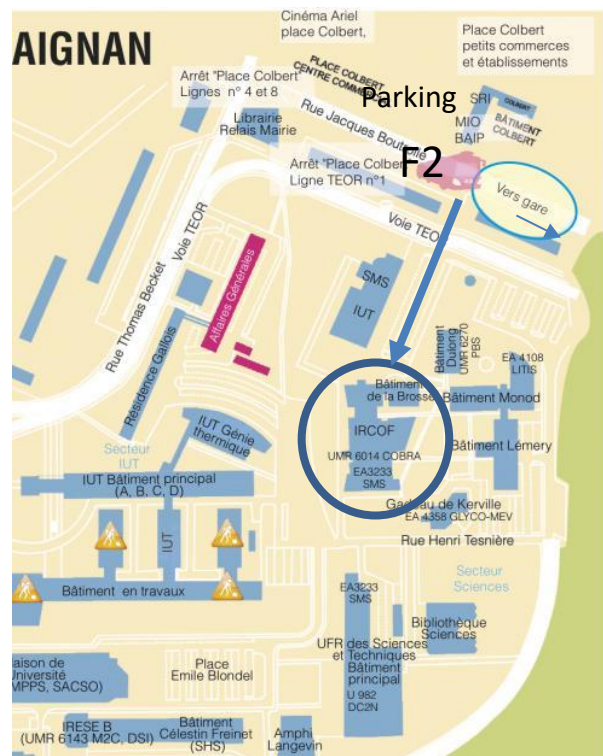 Cinéma Ariel
place Colbert,
AIGNAN
Place Colbert
petits commerces
et établissements
PLACE COLBERT
Arrêt "Place Colbert"
Lignes n° 4 et 8
Parking
SRI
COLBERT
Librairie
Relais Mairie
Rue Jacques Boutrolle
MIO
BAIP
BÂTIMENT
COLBERT
Arrêt "Place Colbe
Ligne TEOR n°1
F2
Vers gare
Voie TEOR
Voie TEOR
Rue Thomas Becket
Affaires Générales
SMS
IUT
Résidence Gallois
Bâtiment
Dulong
UMR 6270
PBS
EA 4108
LITIS
Bâtiment
de la Brosse
Bâtiment Monod
IUT Génie
thermique
IRCOF
UMR 6014 COBRA
EA3233
SMS
Bâtiment Lémery
Secteur
IUT
IUT Bâtiment principal
(A, B, C, D)
Gadeau de Kerville
EA 4358 GLYCO-MEV
IUT
Rue Henri Tesnière
Bâtiment en travaux
EA3233
SMS
Secteur
Sciences
Bibliothèque
Sciences
UFR des Sciences
et Techniques
Bâtiment
principal
U 982
DC2N
aison de
Université
MPPS, SACSO)
Place
Emile Blondel
IRESE B
(UMR 6143 M2C, DSI)
Bâtiment
Célestin Freinet
(SHS)
Amphi
Langevin